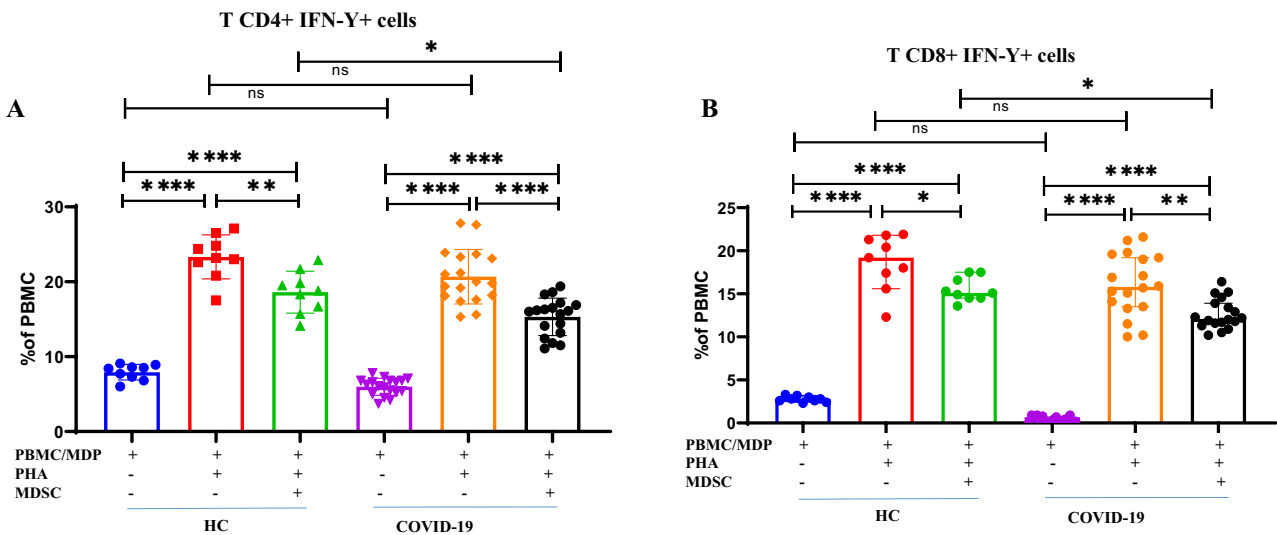 T CD4+ IFN-Y+ cells
*
ns
ns
A
****
****
****
**
****
****
30
20
10
0
%of PBMC
PBMC/MDP + + + + + +
PHA - + + - + +
MDSC - - + - - +
HC COVID-19
T CD8+ IFN-Y+ cells
*
ns
ns
B
****
****
****
*
****
**
25
20
15
10
5
0
%of PBMC
PBMC/MDP + + + + + +
PHA - + + - + +
MDSC - - + - - +
HC COVID-19